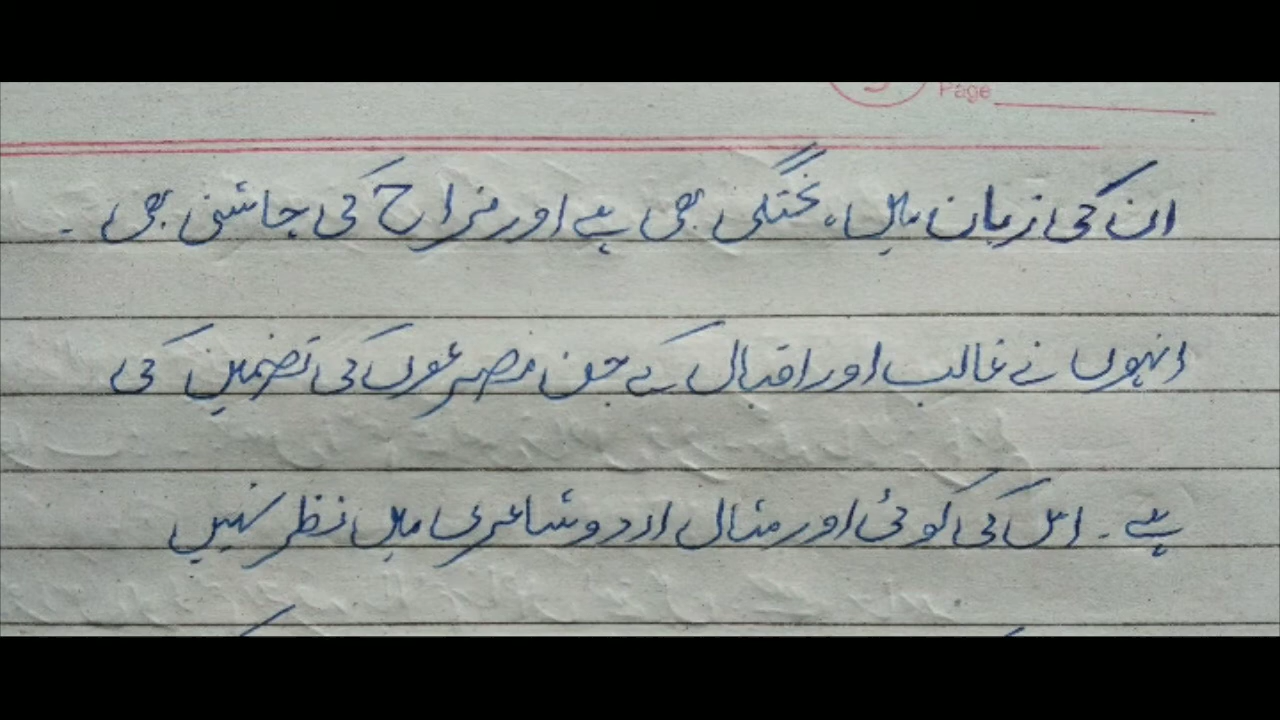 Page
ان کی زبان میں، پختگی بھی ہے اور مزاح کی چاشنی بھی ۔
انہوں نے غالب اور اقبال کے جن مصرعوں کی تضمین کی
ہے ۔ اس کی کوئی اور مثال اردو شاعری میں نظر نہیں